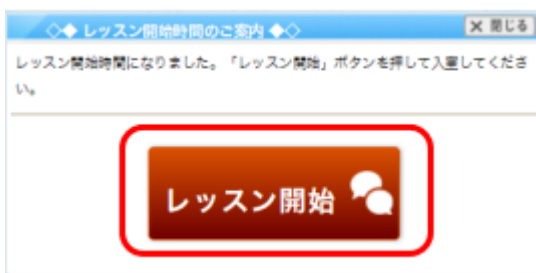 ◇◆ レッスン開始時間のご案内 ◆◇
× 閉じる
レッスン開始時間になりました。「レッスン開始」ボタンを押して入室してくださ
い。
レッスン開始